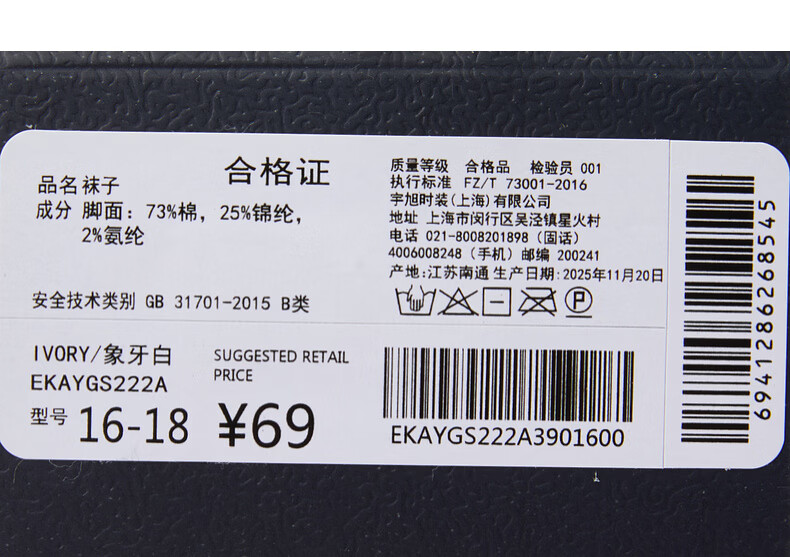 合格证
品名 袜子
成分 脚面：73%棉，25%锦纶，
2%氨纶
安全技术类别 GB 31701-2015 B类
质量等级 合格品 检验员 001
执行标准 FZ/T 73001-2016
宇旭时装(上海)有限公司
地址 上海市闵行区吴泾镇星火村
电话 021-8008201898（固话）
4006008248（手机）邮编 200241
产地:江苏南通 生产日期:2025年11月20日
P
IVORY/象牙白
EKAYGS222A
型号 16-18
SUGGESTED RETAIL
PRICE
¥69
EKAYGS222A3901600
6941286268545